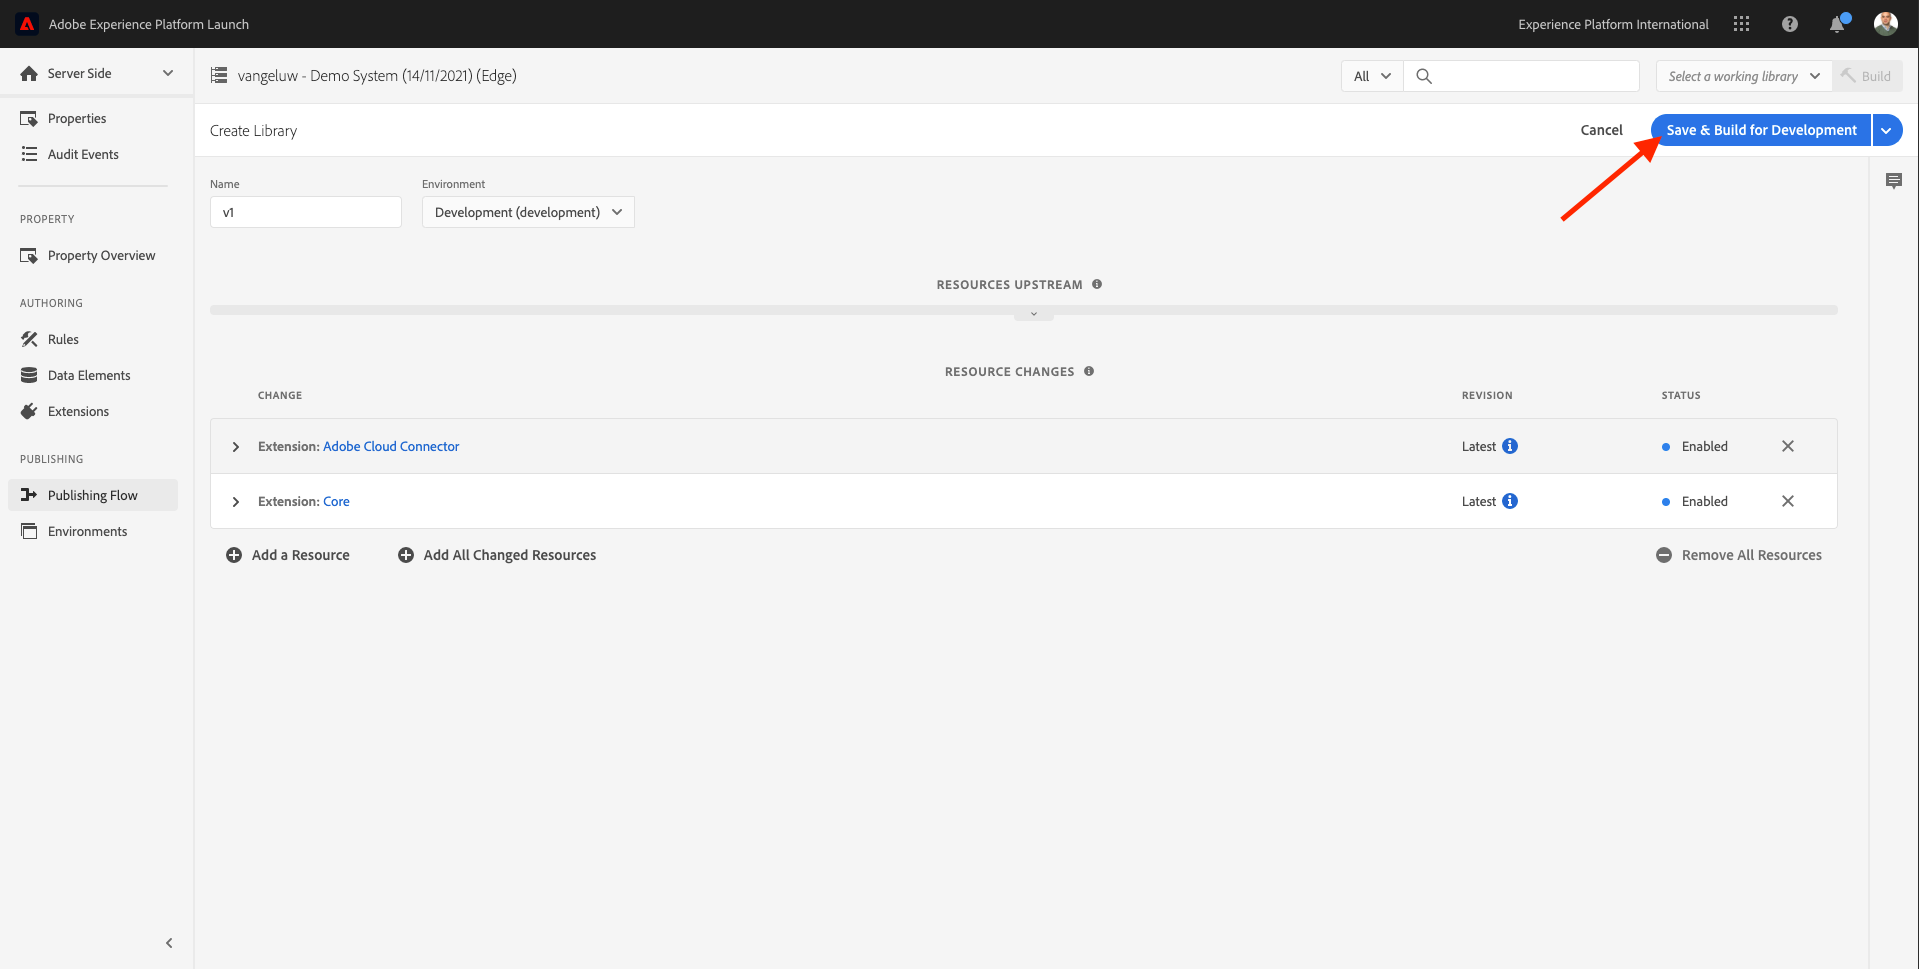 Adobe Experience Platform Launch
Experience Platform International
Server Side
vangeluw - Demo System (14/11/2021) (Edge)
All
Select a working library
Build
Properties
Audit Events
Create Library
Cancel
Save & Build for Development
Name
Environment
v1
Development (development)
PROPERTY
Property Overview
AUTHORING
Rules
Data Elements
Extensions
PUBLISHING
Publishing Flow
Environments
RESOURCES UPSTREAM
RESOURCE CHANGES
CHANGE
REVISION
STATUS
Extension: Adobe Cloud Connector
Latest
Enabled
Extension: Core
Latest
Enabled
Add a Resource
Add All Changed Resources
Remove All Resources